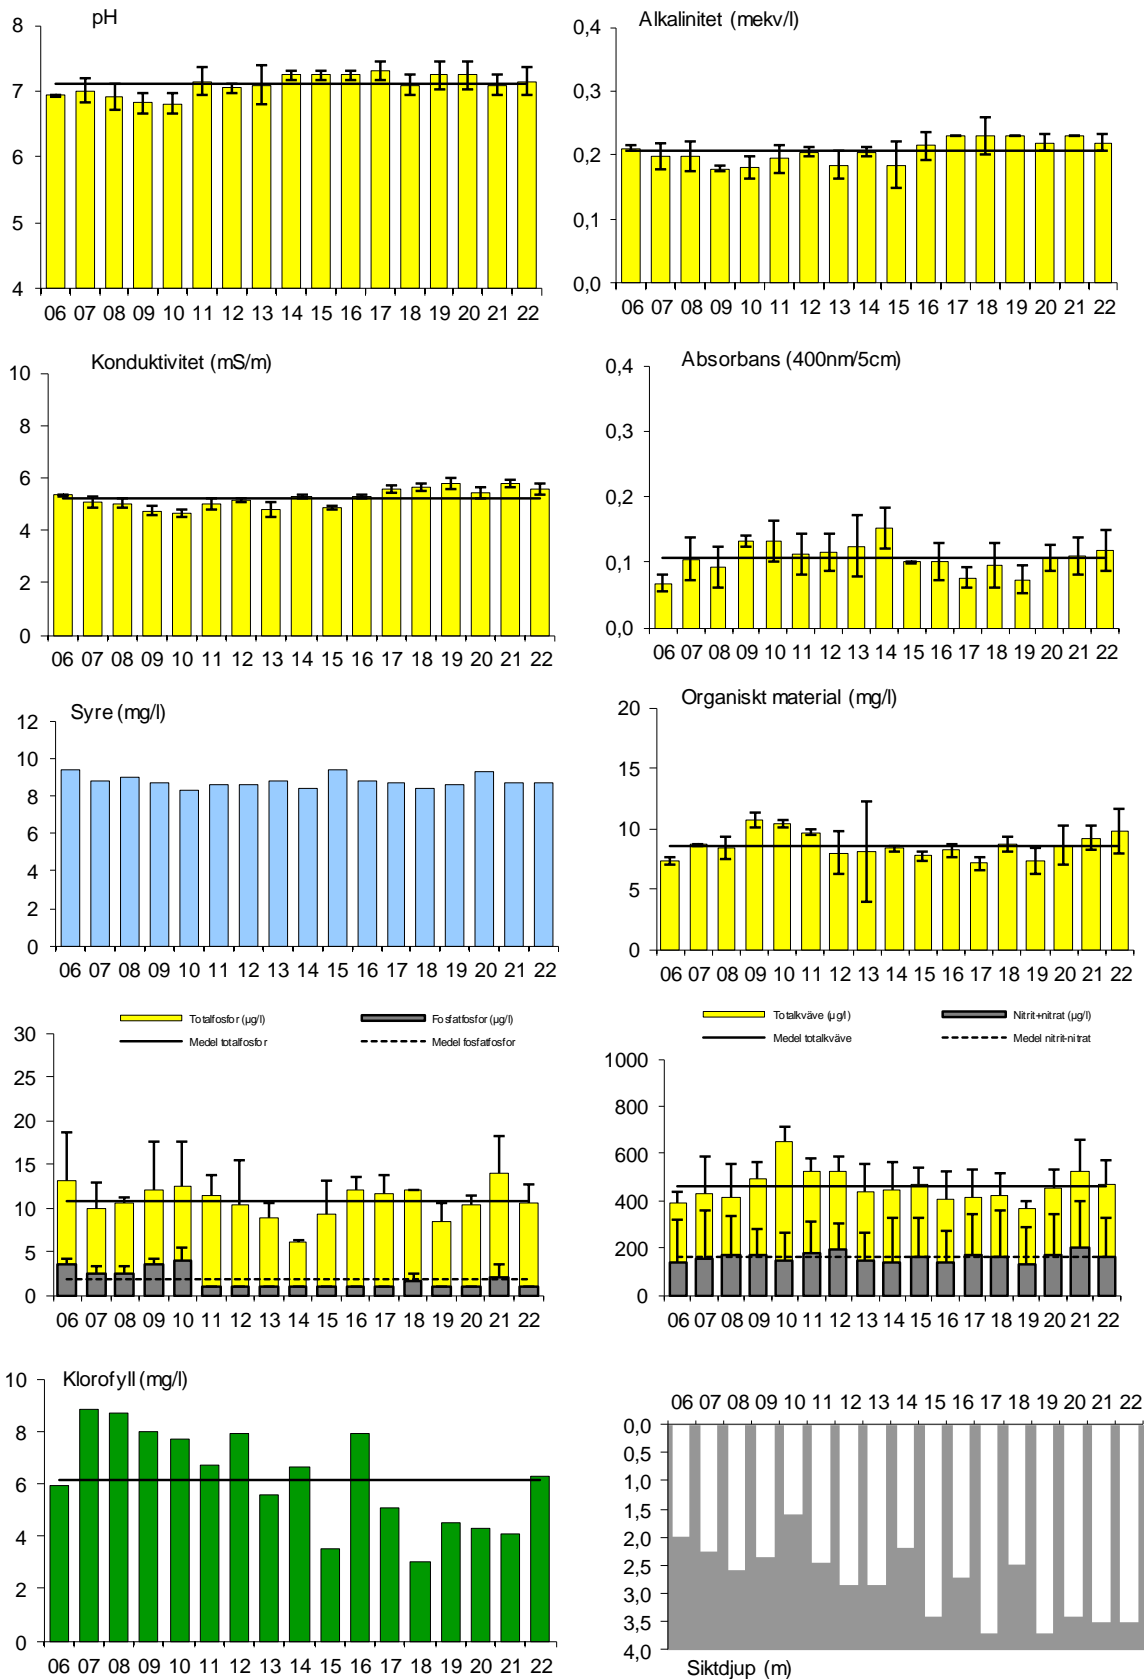 pH
8
7
6
5
4
06 07 08 09 10 11 12 13 14 15 16 17 18 19 20 21 22
Alkalinitet (mekv/l)
0,4
0,3
0,2
0,1
0,0
06 07 08 09 10 11 12 13 14 15 16 17 18 19 20 21 22
Konduktivitet (mS/m)
10
8
6
4
2
0
06 07 08 09 10 11 12 13 14 15 16 17 18 19 20 21 22
Absorbans (400nm/5cm)
0,4
0,3
0,2
0,1
0,0
06 07 08 09 10 11 12 13 14 15 16 17 18 19 20 21 22
Syre (mg/l)
12
10
8
6
4
2
0
06 07 08 09 10 11 12 13 14 15 16 17 18 19 20 21 22
Organiskt material (mg/l)
20
15
10
5
0
06 07 08 09 10 11 12 13 14 15 16 17 18 19 20 21 22
Totalfosfor (µg/l) Fosfatfosfor (µg/l)
Medel totalfosfor Medel fosfatfosfor
30
25
20
15
10
5
0
06 07 08 09 10 11 12 13 14 15 16 17 18 19 20 21 22
Totalkväve (µg/l) Nitrit+nitrat (µg/l)
Medel totalkväve Medel nitrit-nitrat
1000
800
600
400
200
0
06 07 08 09 10 11 12 13 14 15 16 17 18 19 20 21 22
Klorofyll (mg/l)
10
8
6
4
2
0
06 07 08 09 10 11 12 13 14 15 16 17 18 19 20 21 22
06 07 08 09 10 11 12 13 14 15 16 17 18 19 20 21 22
0,0
0,5
1,0
1,5
2,0
2,5
3,0
3,5
4,0
Siktdjup (m)